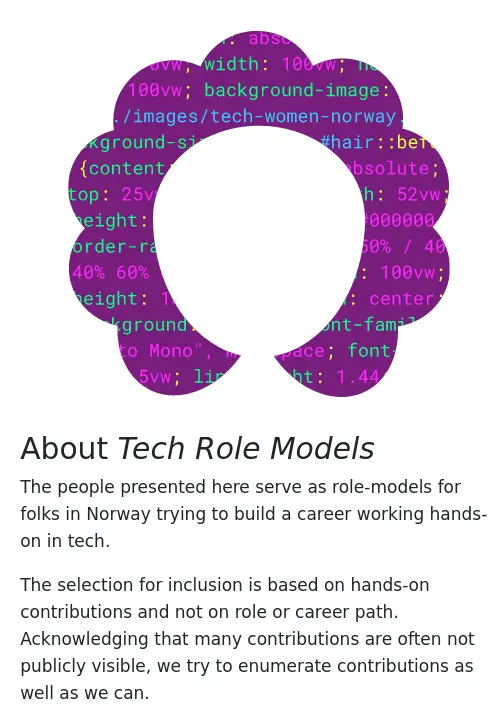 : abso
0vw; width: 100vw; he
100vw; background-image:
./images/tech-women-norway.
kground-si #hair::befo
{content: absolute;
top: 25v h: 52vw;
height: #000000
order-ra 50% / 40
40% 60% : 100vw;
height: 1 : center;
kground: ont-famil
to Mono", m space; font-
5vw; lin ht: 1.44
About Tech Role Models
The people presented here serve as role-models for
folks in Norway trying to build a career working hands-
on in tech.
The selection for inclusion is based on hands-on
contributions and not on role or career path.
Acknowledging that many contributions are often not
publicly visible, we try to enumerate contributions as
well as we can.